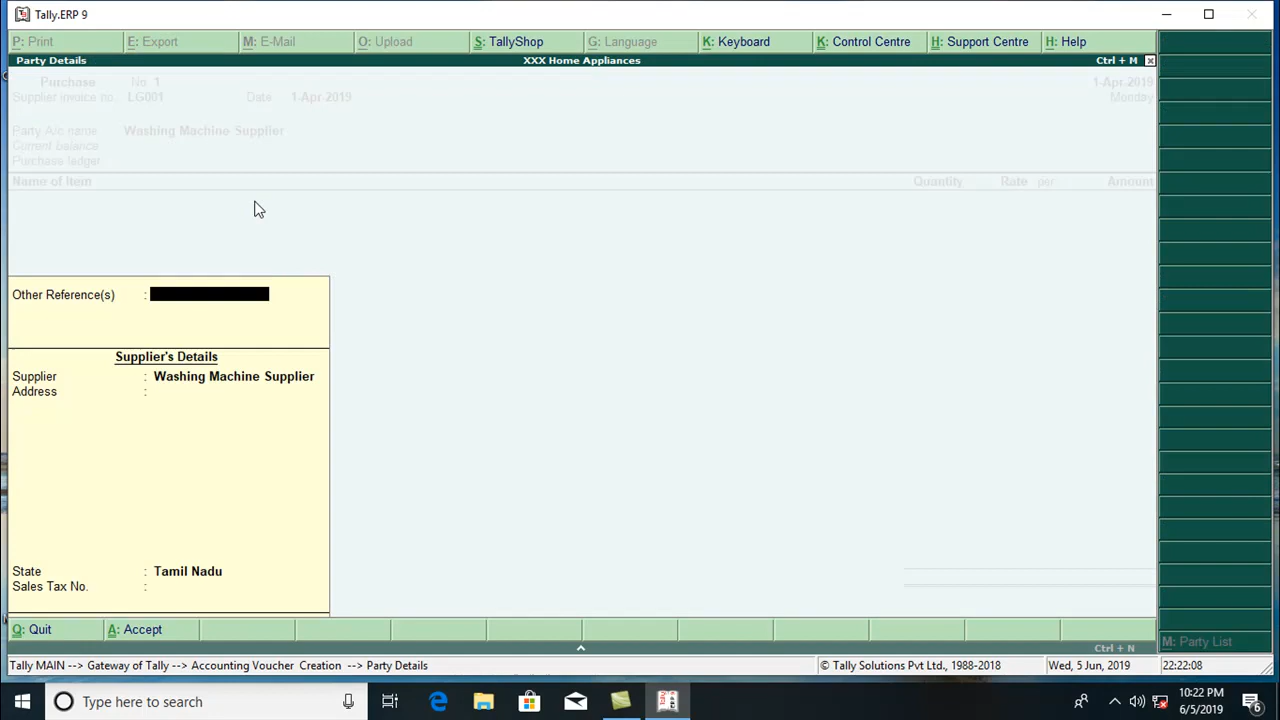 Tally.ERP 9
P: Print E: Export M: E-Mail O: Upload S: TallyShop G: Language K: Keyboard K: Control Centre H: Support Centre H: Help
Party Details XXX Home Appliances Ctrl + M
Purchase No. 1 1-Apr-2019
Supplier invoice no. LG001 Date 1-Apr-2019 Monday
Party A/c name Washing Machine Supplier
Current balance
Purchase ledger
Name of Item Quantity Rate per Amount
Other Reference(s) :
Supplier's Details
Supplier : Washing Machine Supplier
Address :
State : Tamil Nadu
Sales Tax No. :
Q: Quit A: Accept
M: Party List
Ctrl + N
Tally MAIN --> Gateway of Tally --> Accounting Voucher Creation --> Party Details © Tally Solutions Pvt Ltd., 1988-2018 Wed, 5 Jun, 2019 22:22:08
Type here to search
10:22 PM
6/5/2019
6